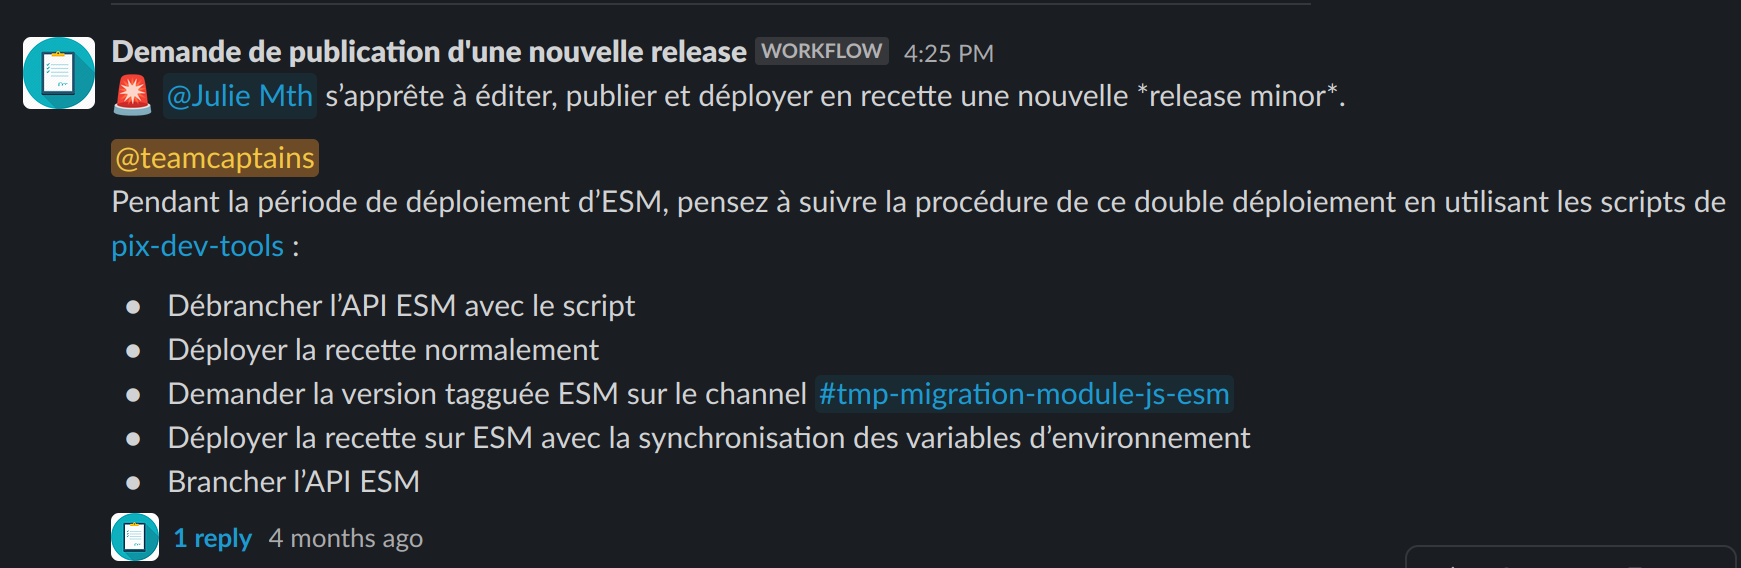 Demande de publication d'une nouvelle release WORKFLOW 4:25 PM
@Julie Mth s’apprête à éditer, publier et déployer en recette une nouvelle *release minor*.
@teamcaptains
Pendant la période de déploiement d’ESM, pensez à suivre la procédure de ce double déploiement en utilisant les scripts de
pix-dev-tools :
● Débrancher l’API ESM avec le script
● Déployer la recette normalement
● Demander la version tagguée ESM sur le channel #tmp-migration-module-js-esm
● Déployer la recette sur ESM avec la synchronisation des variables d’environnement
● Brancher l’API ESM
1 reply 4 months ago